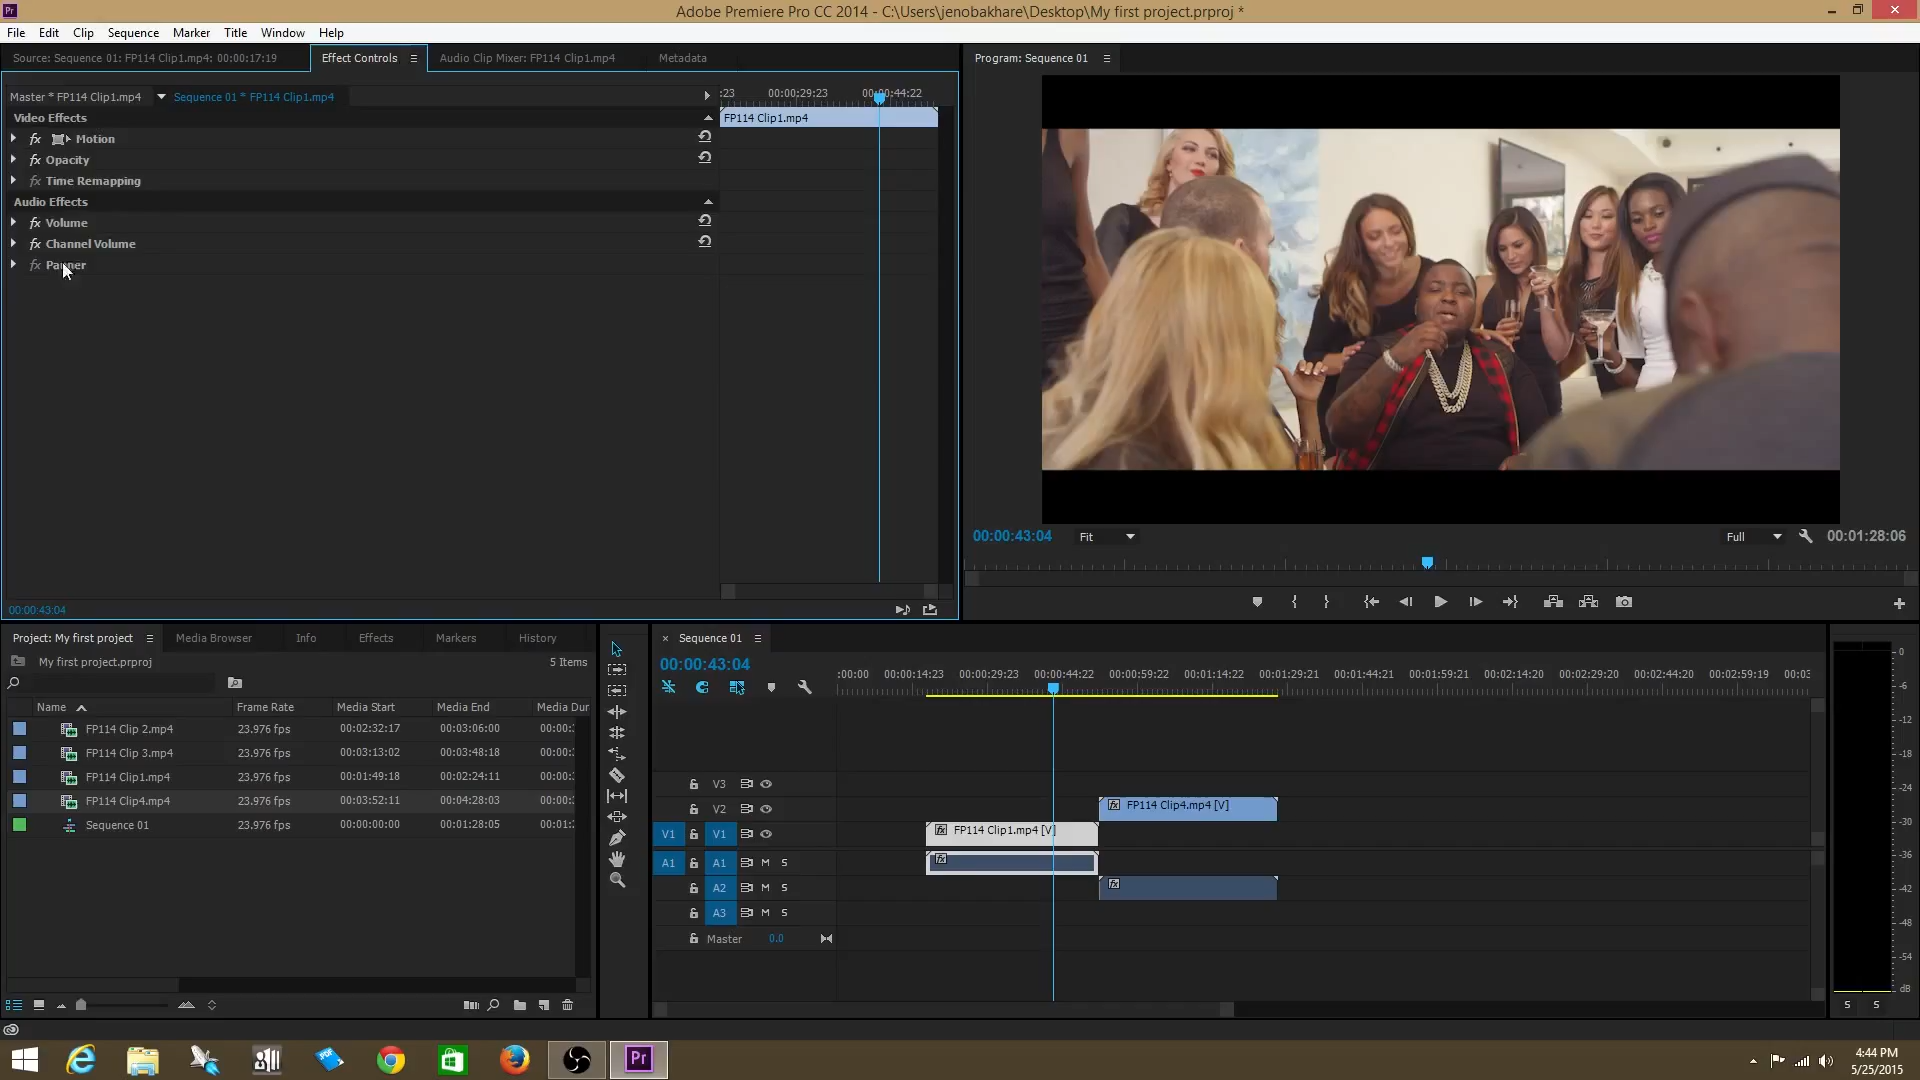 Adobe Premiere Pro CC 2014 - C:\Users\jenobakhare\Desktop\My first project.prproj *
File Edit Clip Sequence Marker Title Window Help
Source: Sequence 01: FP114 Clip1.mp4: 00:00:17:19
Effect Controls
Audio Clip Mixer: FP114 Clip1.mp4
Metadata
Master * FP114 Clip1.mp4
Sequence 01 * FP114 Clip1.mp4
:23 00:00:29:23 00:00:44:22
FP114 Clip1.mp4
Video Effects
fx Motion
fx Opacity
fx Time Remapping
Audio Effects
fx Volume
fx Channel Volume
fx Panner
00:00:43:04
Program: Sequence 01
00:00:43:04 Fit Full 00:01:28:06
Project: My first project
Media Browser
Info
Effects
Markers
History
My first project.prproj
5 Items
Name Frame Rate Media Start Media End Media Dur
FP114 Clip 2.mp4 23.976 fps 00:02:32:17 00:03:06:00 00:00:
FP114 Clip 3.mp4 23.976 fps 00:03:13:02 00:03:48:18 00:00:
FP114 Clip1.mp4 23.976 fps 00:01:49:18 00:02:24:11 00:00:
FP114 Clip4.mp4 23.976 fps 00:03:52:11 00:04:28:03 00:00:
Sequence 01 23.976 fps 00:00:00:00 00:01:28:05 00:01:
Sequence 01
00:00:43:04
:00:00 00:00:14:23 00:00:29:23 00:00:44:22 00:00:59:22 00:01:14:22 00:01:29:21 00:01:44:21 00:01:59:21 00:02:14:20 00:02:29:20 00:02:44:20 00:02:59:19 00:03:
V3
V2
fx FP114 Clip4.mp4 [V]
V1 V1
fx FP114 Clip1.mp4 [V]
A1 A1 M S
fx
A2 M S
fx
A3 M S
Master 0.0
0
-6
-12
-18
-24
-30
-36
-42
-48
-54
dB
S S
Pr
4:44 PM
5/25/2015